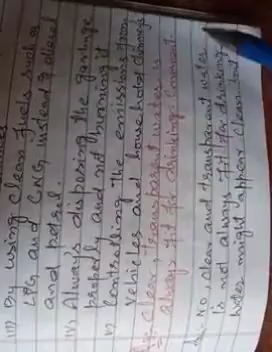 iii) By using clean fuels such as
LPG and CNG instead of diesel
and petrol.
iv) Always disposing the garbage
properly and not burning it
v) Controlling the emissions from
vehicles and household chimneys
Q- Clear, transparent water is
always fit for drinking. Comment.
Ans- No, clear and transparent water
is not always fit for drinking.
Water might appear clean but